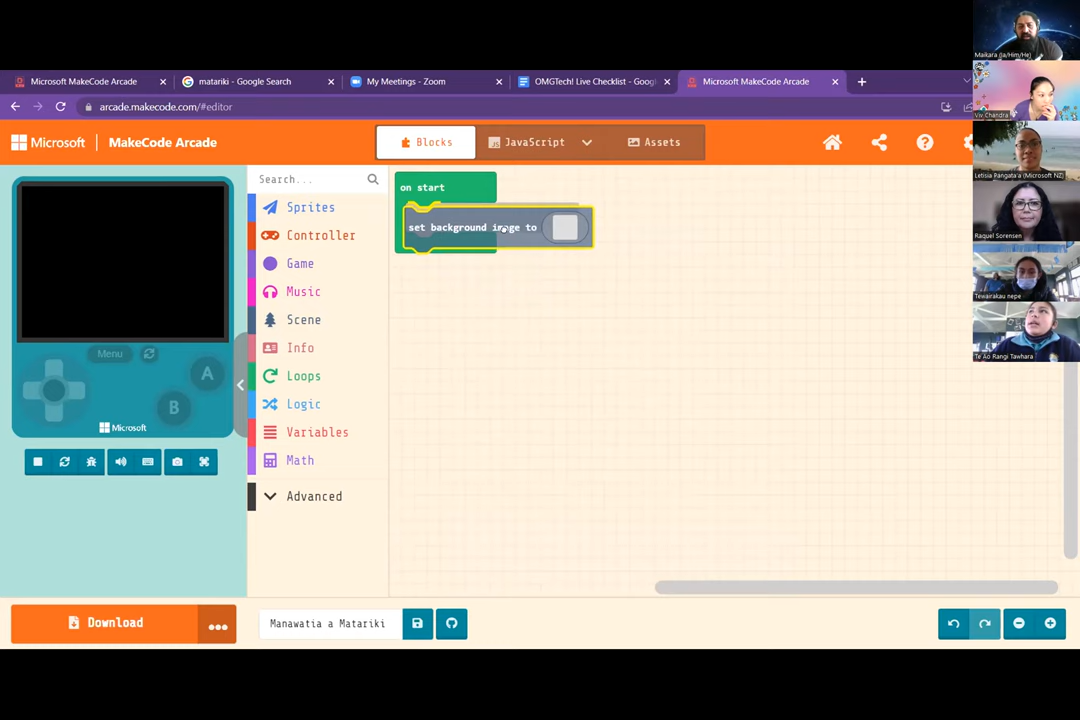 Microsoft MakeCode Arcade
matariki - Google Search
My Meetings - Zoom
OMGTech! Live Checklist - Googl
Microsoft MakeCode Arcade
arcade.makecode.com/#editor
Microsoft
MakeCode Arcade
Blocks
JavaScript
Assets
Search...
Sprites
Controller
Game
Music
Scene
Info
Loops
Logic
Variables
Math
Advanced
on start
set background image to
Menu
A
B
Microsoft
Download
Manawatia a Matariki
Maikara (Ia/Him/He)
Viv Chandra
Letisia Pangata'a (Microsoft NZ)
Raquel Sorensen
Tewairakau nepe
Te Ao Rangi Tawhara